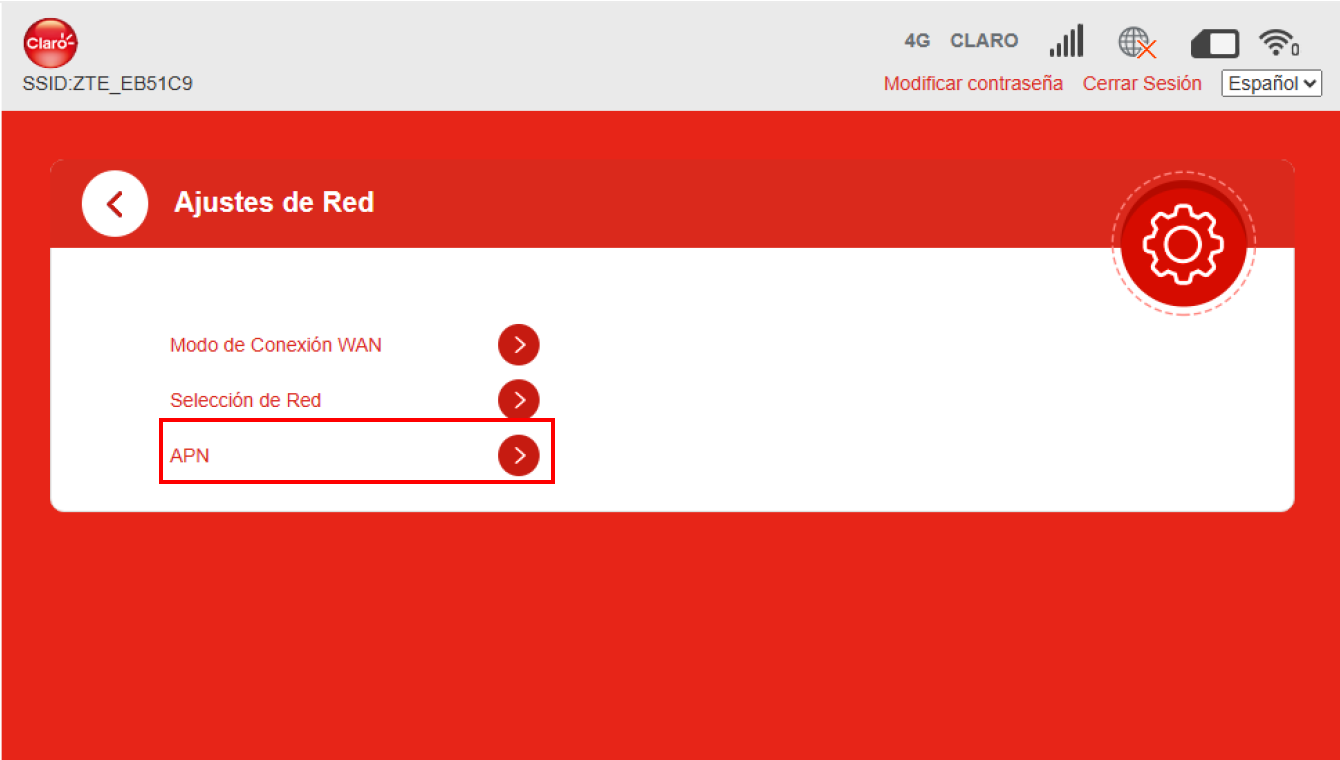 Claro
4G CLARO
0
SSID:ZTE_EB51C9
Modificar contraseña Cerrar Sesión Español
Ajustes de Red
Modo de Conexión WAN
Selección de Red
APN